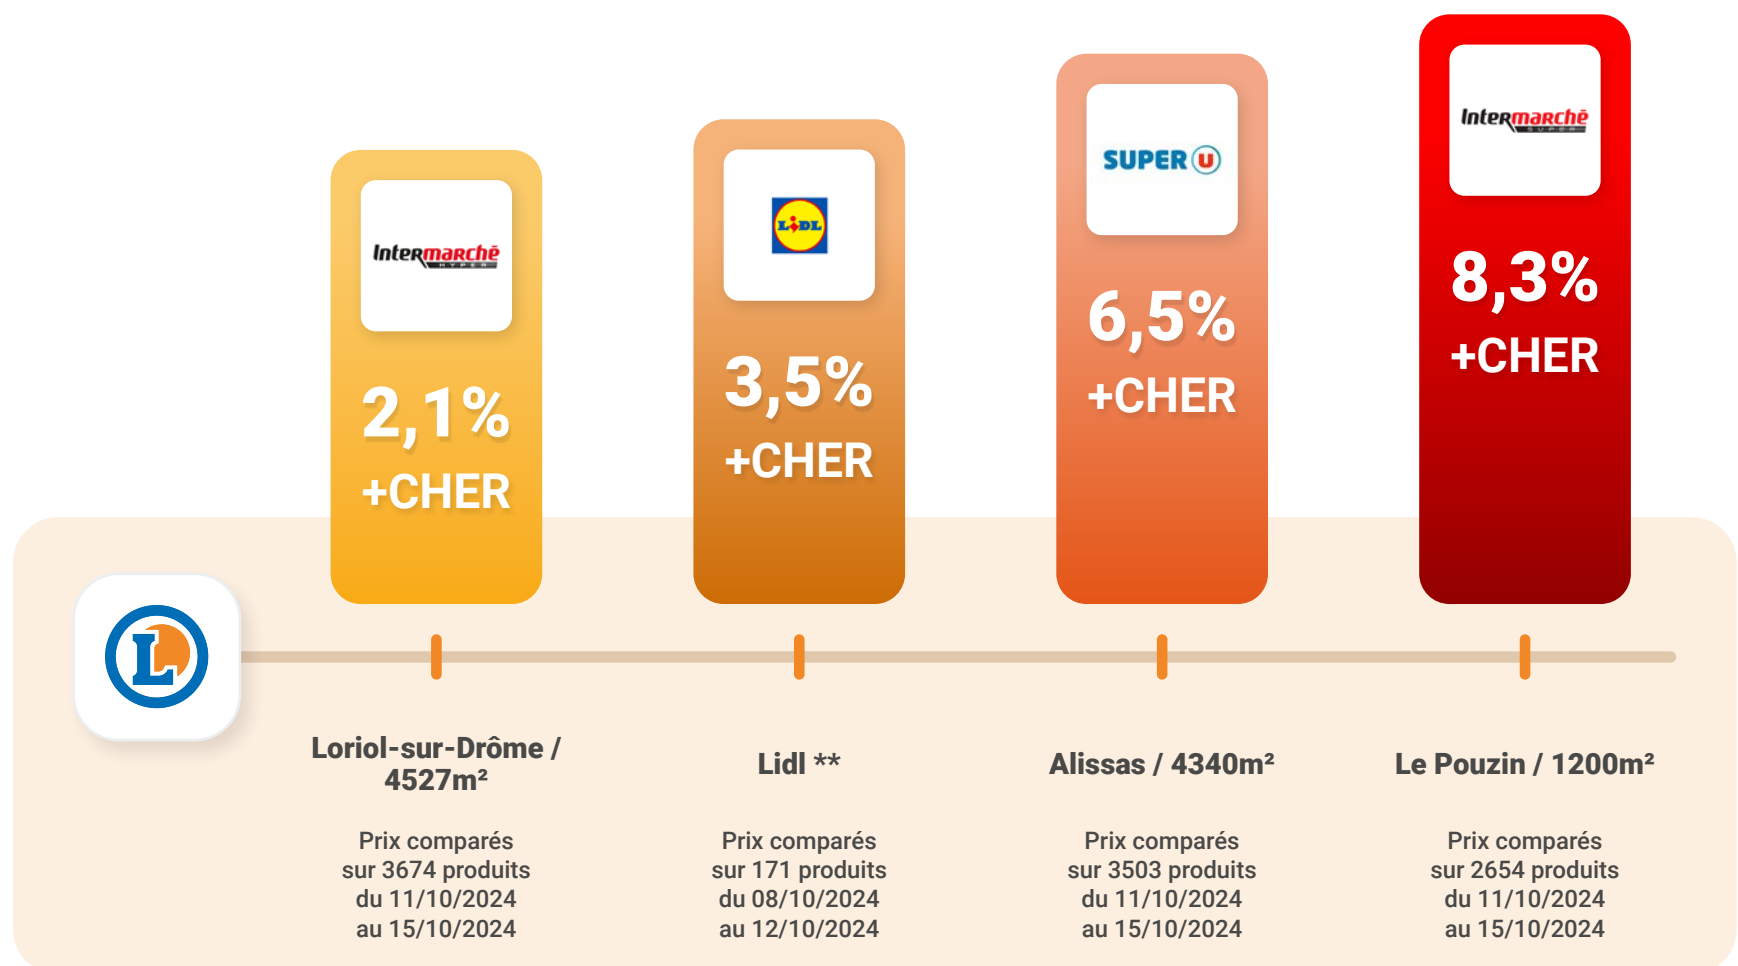 Intermarché
HYPER
2,1%
+CHER
LIDL
3,5%
+CHER
SUPER U
6,5%
+CHER
Intermarché
SUPER
8,3%
+CHER
L
Loriol-sur-Drôme /
4527m²
Prix comparés
sur 3674 produits
du 11/10/2024
au 15/10/2024
Lidl **
Prix comparés
sur 171 produits
du 08/10/2024
au 12/10/2024
Alissas / 4340m²
Prix comparés
sur 3503 produits
du 11/10/2024
au 15/10/2024
Le Pouzin / 1200m²
Prix comparés
sur 2654 produits
du 11/10/2024
au 15/10/2024